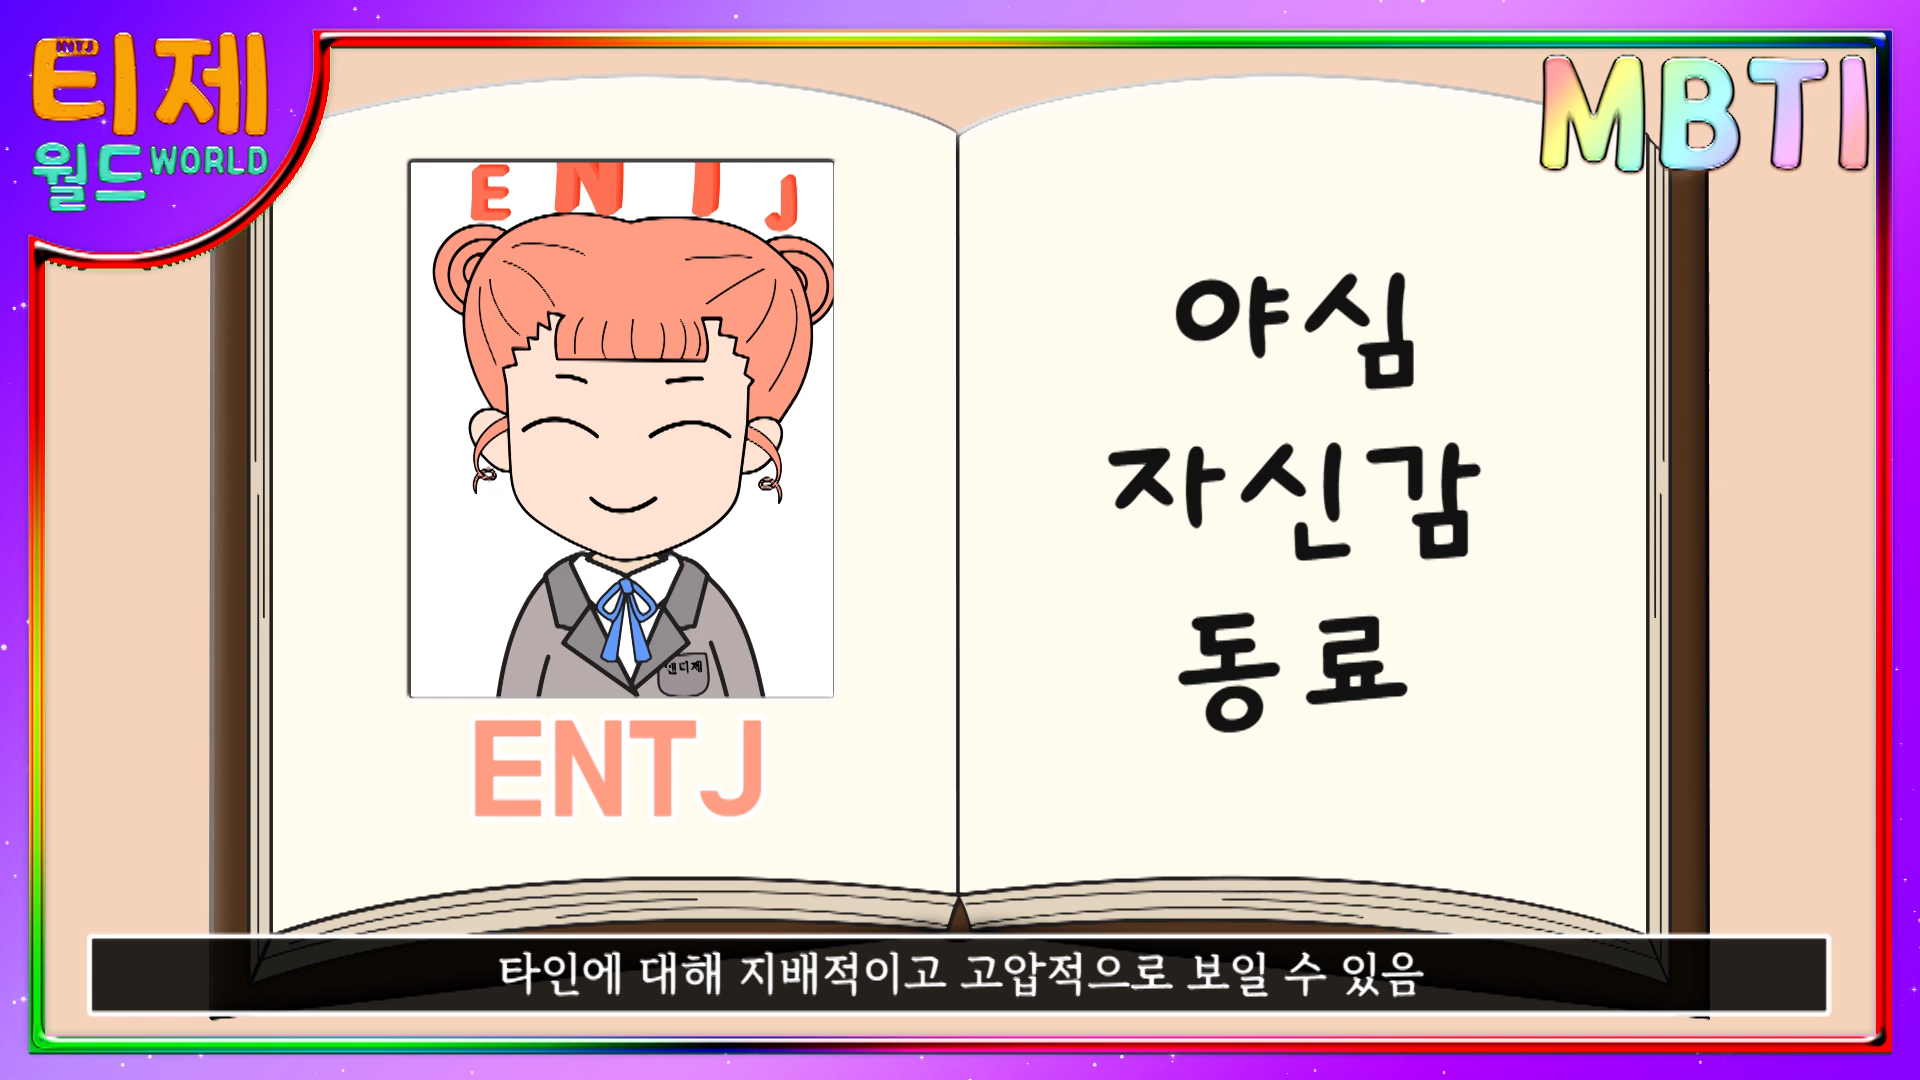 INTJ
티제
월드 WORLD
MBTI
ENTJ
엔티제
ENTJ
야심
자신감
동료
타인에 대해 지배적이고 고압적으로 보일 수 있음